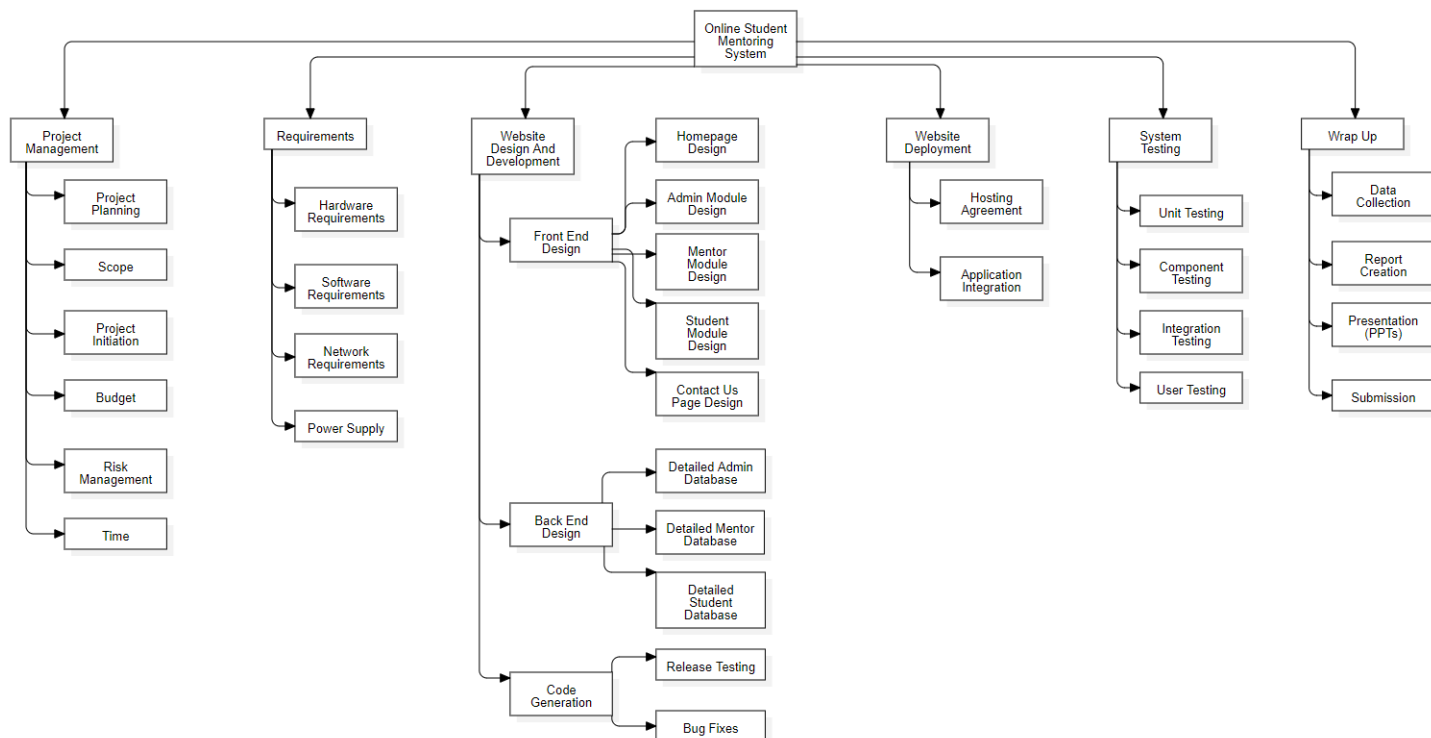 Online Student
Mentoring
System
Project
Management
Project
Planning
Scope
Project
Initiation
Budget
Risk
Management
Time
Requirements
Hardware
Requirements
Software
Requirements
Network
Requirements
Power Supply
Website
Design And
Development
Front End
Design
Homepage
Design
Admin Module
Design
Mentor
Module
Design
Student
Module
Design
Contact Us
Page Design
Back End
Design
Detailed Admin
Database
Detailed Mentor
Database
Detailed
Student
Database
Code
Generation
Release Testing
Bug Fixes
Website
Deployment
Hosting
Agreement
Application
Integration
System
Testing
Unit Testing
Component
Testing
Integration
Testing
User Testing
Wrap Up
Data
Collection
Report
Creation
Presentation
(PPTs)
Submission